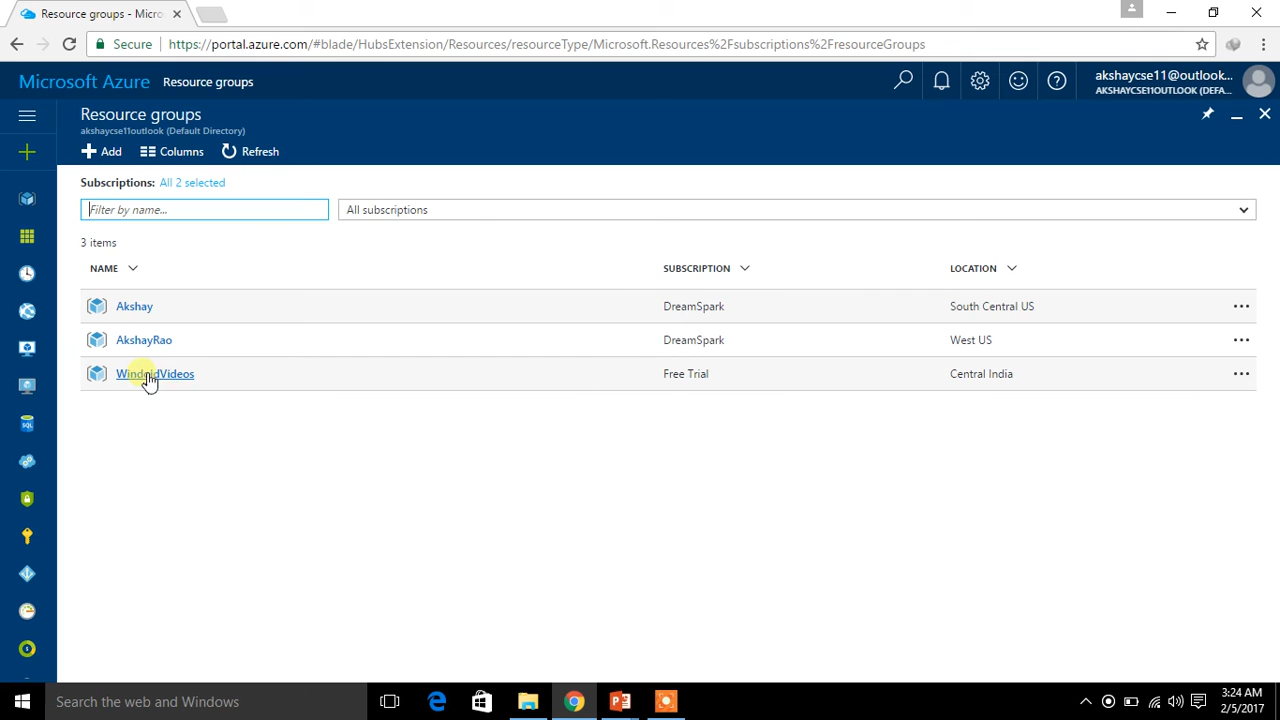 Resource groups - Micro
Secure
https://portal.azure.com/#blade/HubsExtension/Resources/resourceType/Microsoft.Resources%2Fsubscriptions%2FresourceGroups
Microsoft Azure
Resource groups
akshaycse11@outlook...
AKSHAYCSE11OUTLOOK (DEFA...
Resource groups
akshaycse11outlook (Default Directory)
Add
Columns
Refresh
Subscriptions: All 2 selected
Filter by name...
All subscriptions
3 items
NAME
SUBSCRIPTION
LOCATION
Akshay
DreamSpark
South Central US
AkshayRao
DreamSpark
West US
WindoidVideos
Free Trial
Central India
SQL
Search the web and Windows
3:24 AM
2/5/2017